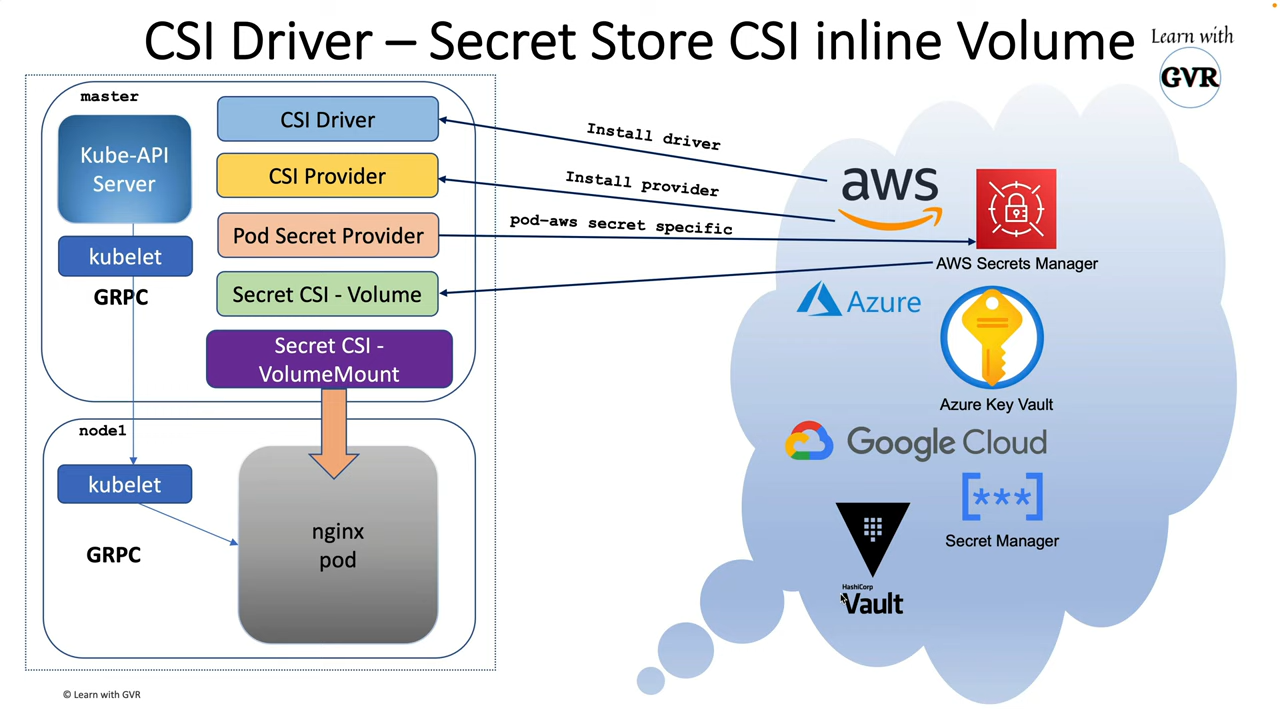 CSI Driver – Secret Store CSI inline Volume
Learn with
GVR
master
Kube-API
Server
kubelet
GRPC
CSI Driver
CSI Provider
Pod Secret Provider
Secret CSI - Volume
Secret CSI -
VolumeMount
Install driver
Install provider
pod-aws secret specific
aws
AWS Secrets Manager
Azure
Azure Key Vault
Google Cloud
[***]
Secret Manager
HashiCorp
Vault
node1
kubelet
GRPC
nginx
pod
© Learn with GVR